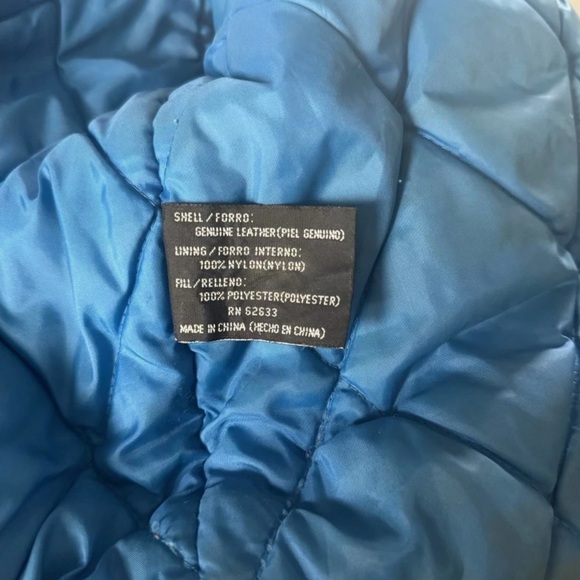 SHELL / FORRO:
GENUINE LEATHER(PIEL GENUINO)
LINING / FORRO INTERNO:
100% NYLON(NYLON)
FILL/RELLENO:
100% POLYESTER(POLYESTER)
RN 62633
MADE IN CHINA (HECHO EN CHINA)